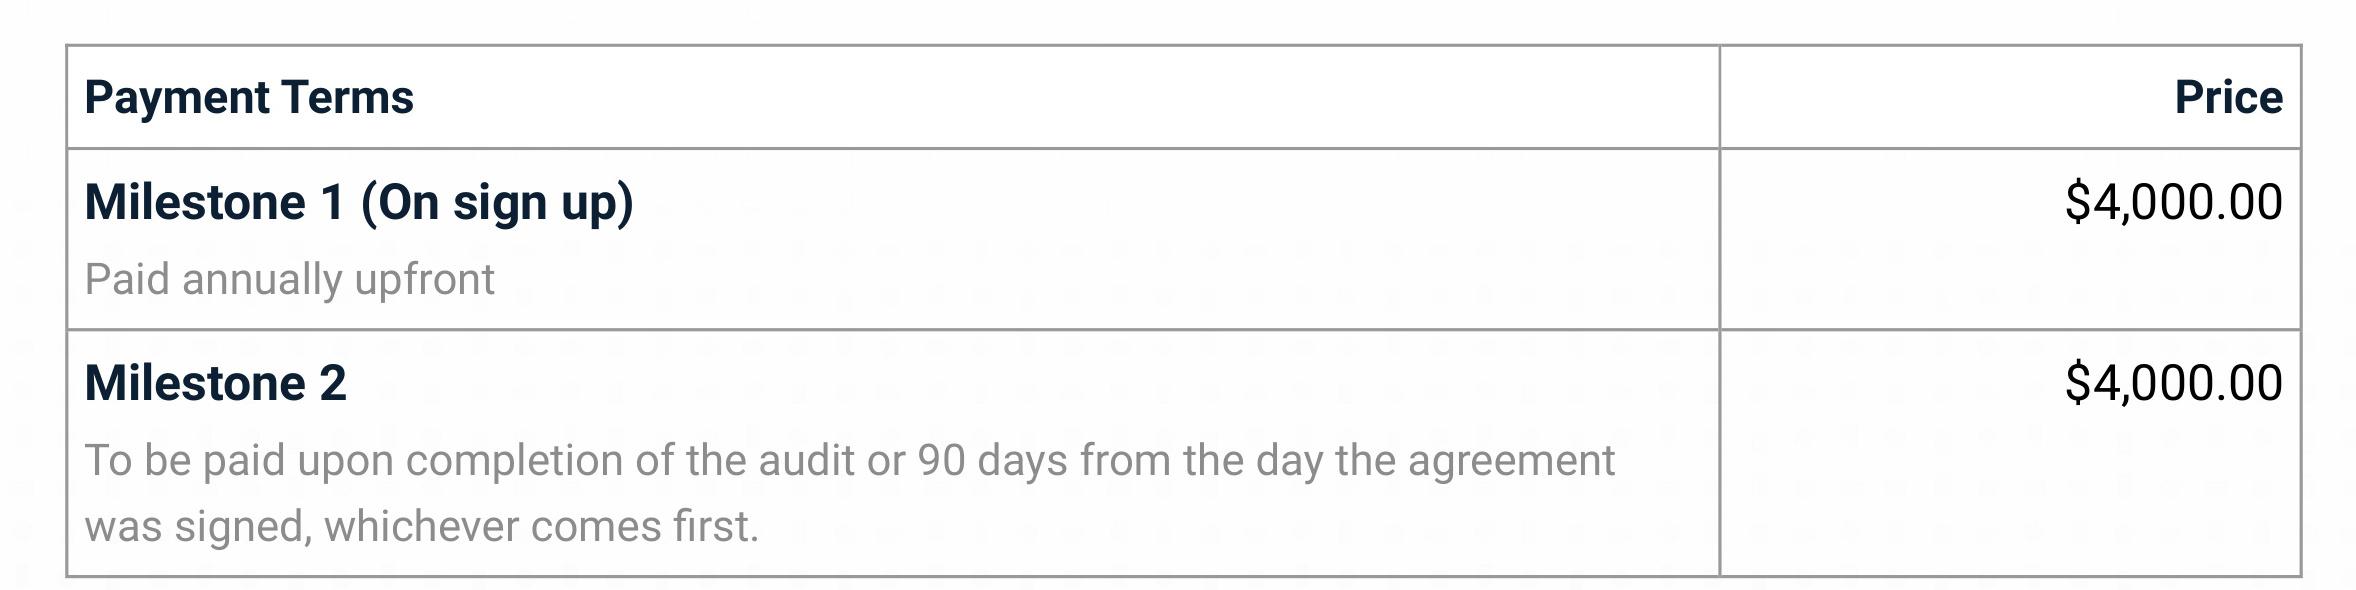 Payment Terms
Price
Milestone 1 (On sign up)
$4,000.00
Paid annually upfront
Milestone 2
$4,000.00
To be paid upon completion of the audit or 90 days from the day the agreement
was signed, whichever comes first.